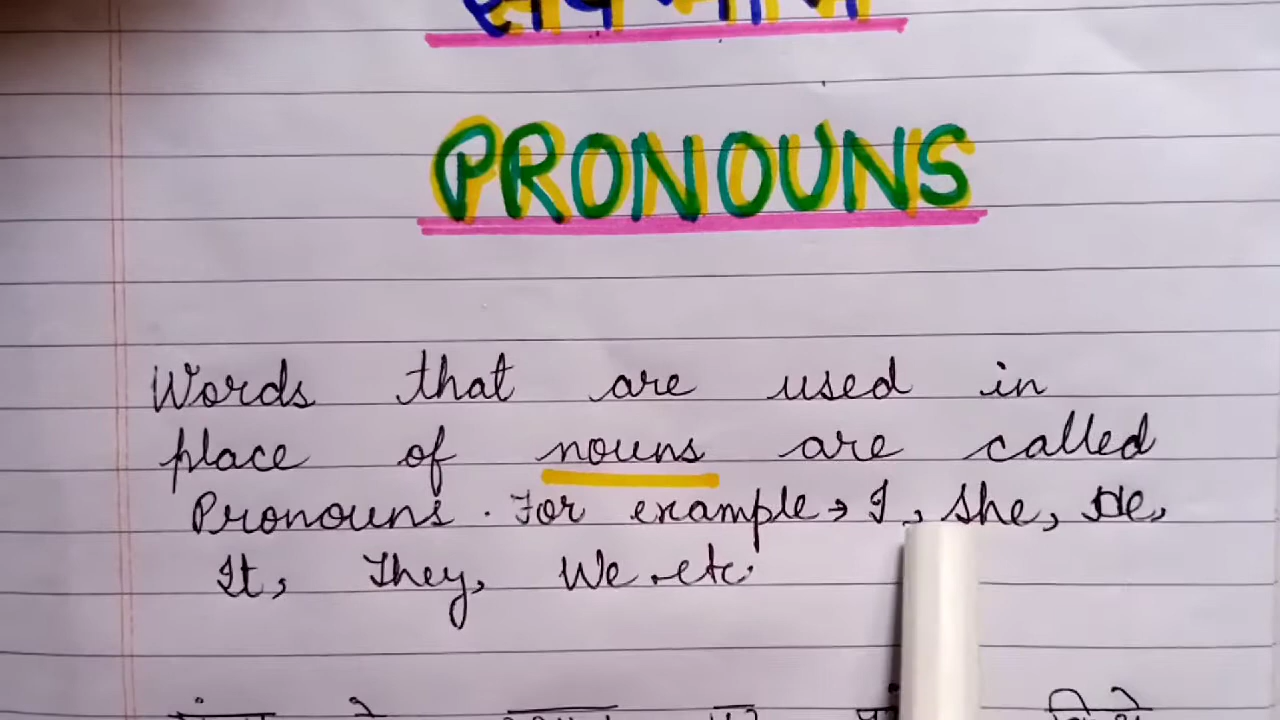 PRONOUNS
Words that are used in
place of nouns are called
Pronouns. For example → I, She, He,
It, They, We etc.